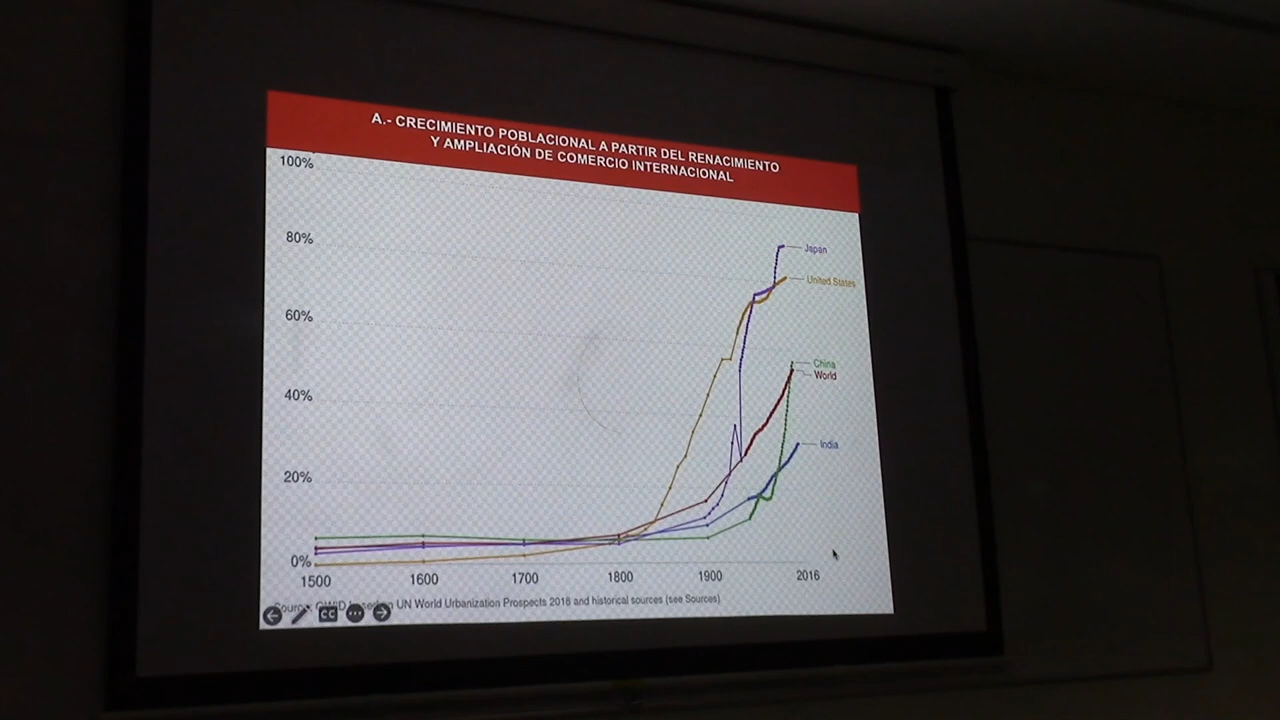 A.- CRECIMIENTO POBLACIONAL A PARTIR DEL RENACIMIENTO
Y AMPLIACIÓN DE COMERCIO INTERNACIONAL
100%
80%
60%
40%
20%
0%
Japan
United States
China
World
India
1500
1600
1700
1800
1900
2016
UN World Urbanization Prospects 2018 and historical sources (see Sources)
CC